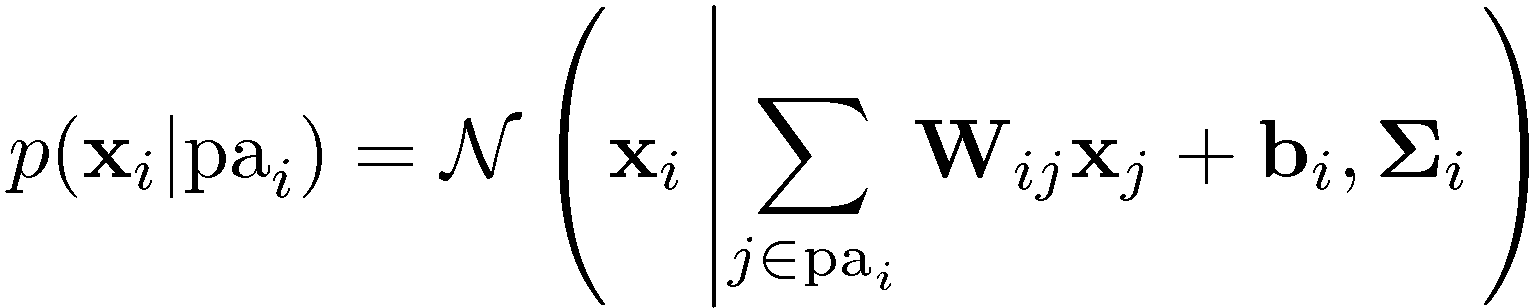 p(𝐱ᵢ|paᵢ) = 𝒩 ( 𝐱ᵢ | ∑_{j∈paᵢ} 𝐖ᵢⱼ𝐱ⱼ + 𝐛ᵢ, 𝚺ᵢ )